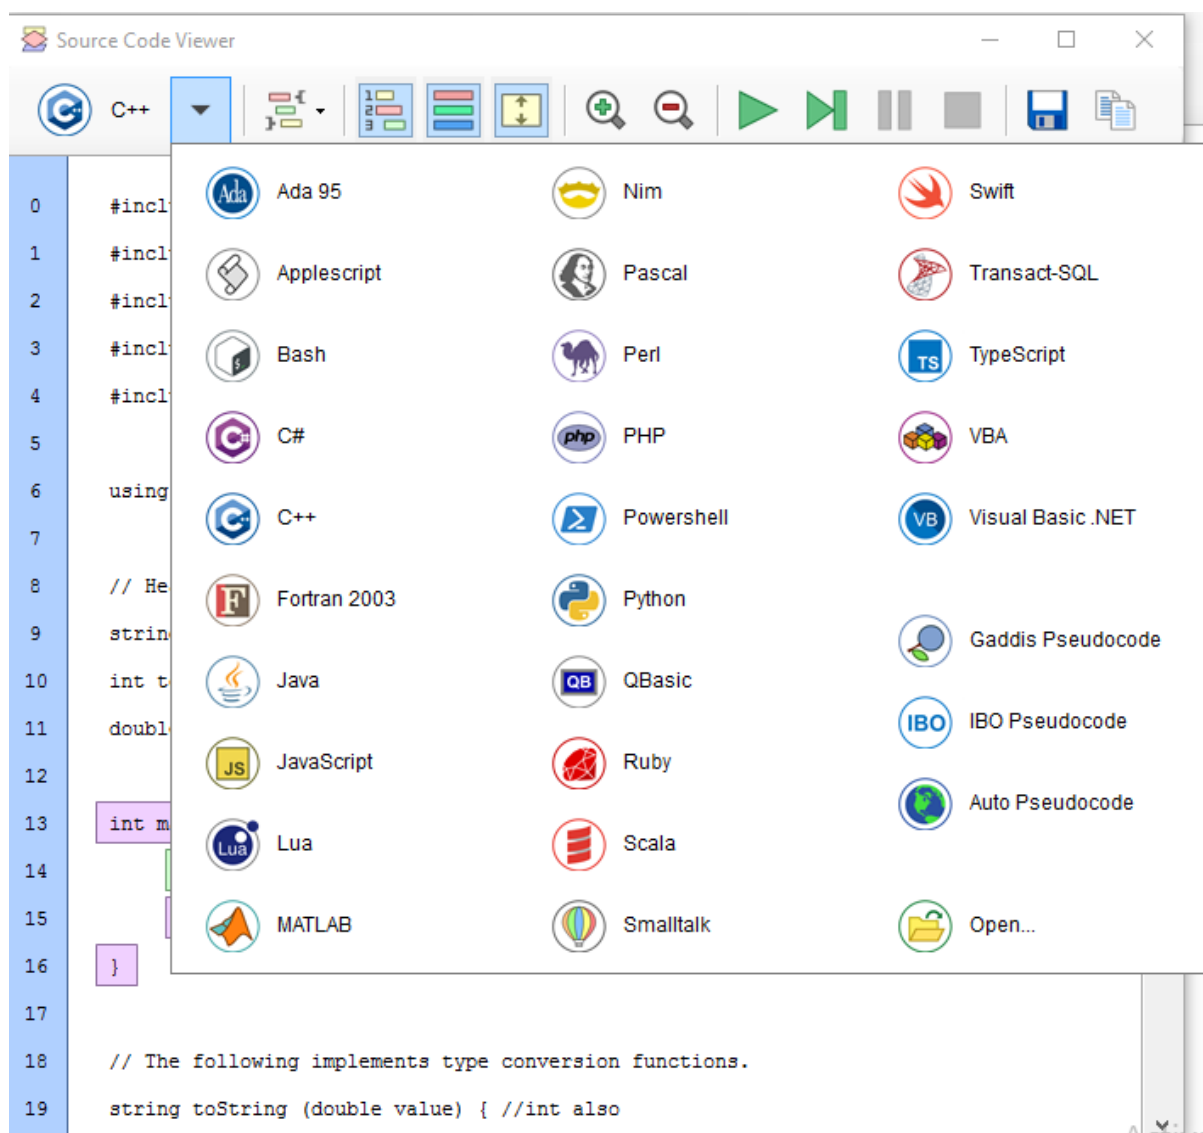 Source Code Viewer
C++
Ada 95
Applescript
Bash
C#
C++
Fortran 2003
Java
JavaScript
Lua
MATLAB
Nim
Pascal
Perl
PHP
Powershell
Python
QBasic
Ruby
Scala
Smalltalk
Swift
Transact-SQL
TypeScript
VBA
Visual Basic .NET
Gaddis Pseudocode
IBO Pseudocode
Auto Pseudocode
Open...
0 #incl
1 #incl
2 #incl
3 #incl
4 #incl
5
6 using
7
8 // He
9 strin
10 int t
11 doubl
12
13 int m
14
15
16 }
17
18 // The following implements type conversion functions.
19 string toString (double value) { //int also